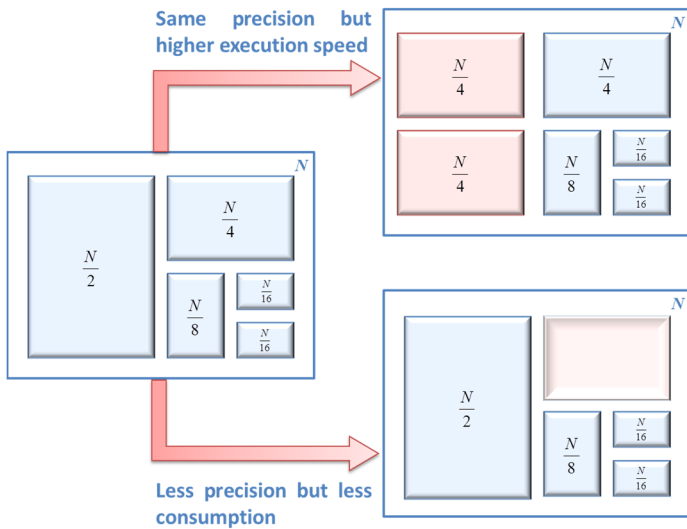 Same precision but
higher execution speed
N
N/4
N/4
N/4
N/8
N/16
N/16
N
N/2
N/4
N/8
N/16
N/16
N
N/2
N/8
N/16
N/16
Less precision but less
consumption